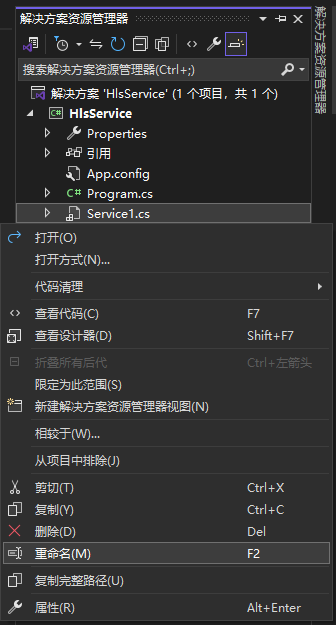 解决方案资源管理器
解决方案资源管理器
搜索解决方案资源管理器(Ctrl+;)
解决方案 'HlsService' (1 个项目，共 1 个)
HlsService
Properties
引用
App.config
C# Program.cs
Service1.cs
打开(O)
打开方式(N)...
代码清理
查看代码(C) F7
查看设计器(D) Shift+F7
折叠所有后代 Ctrl+左箭头
限定为此范围(S)
新建解决方案资源管理器视图(N)
相较于(W)...
从项目中排除(J)
剪切(T) Ctrl+X
复制(Y) Ctrl+C
删除(D) Del
重命名(M) F2
复制完整路径(U)
属性(R) Alt+Enter